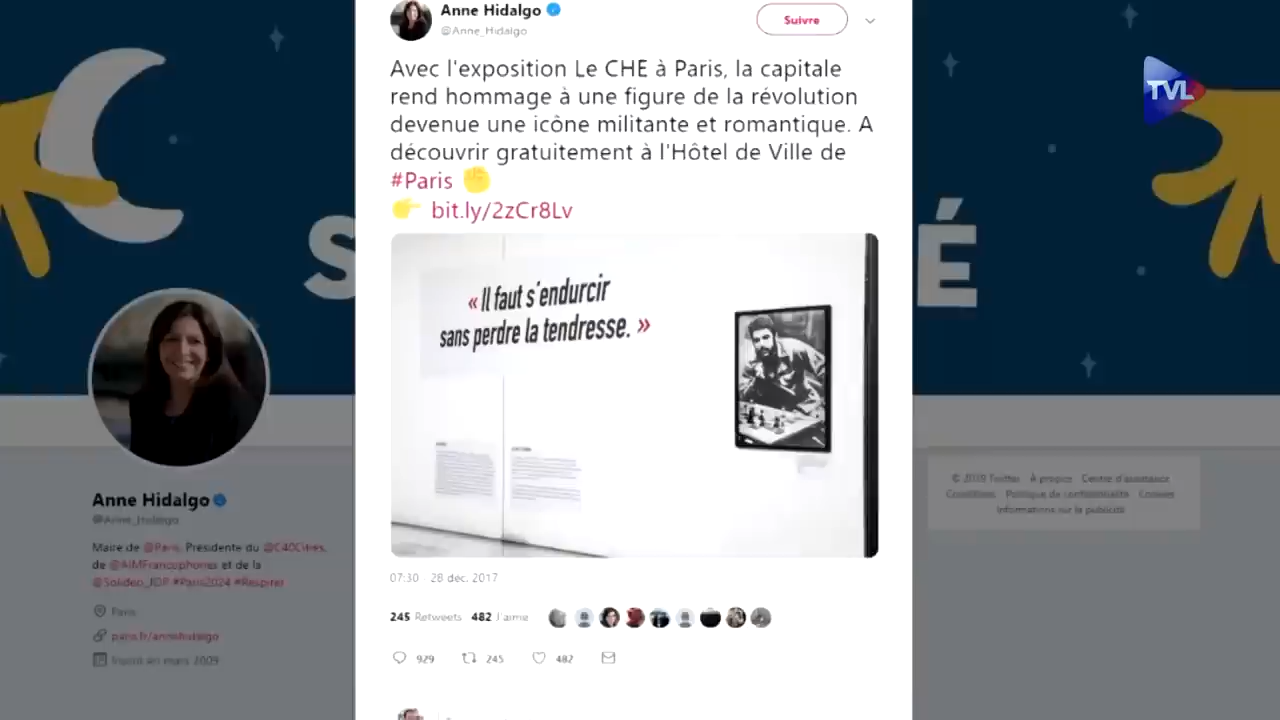 Anne Hidalgo
@Anne_Hidalgo
Suivre
Avec l'exposition Le CHE à Paris, la capitale
rend hommage à une figure de la révolution
devenue une icône militante et romantique. A
découvrir gratuitement à l'Hôtel de Ville de
#Paris
bit.ly/2zCr8Lv
« Il faut s'endurcir
sans perdre la tendresse. »
07:30 - 28 déc. 2017
245 Retweets 482 J'aime
929 245 482
TVL
S
É
Anne Hidalgo
@Anne_Hidalgo
Maire de @Paris, Présidente du @C40Cities,
de @AIMFrancophones et de la
@Solideo_JOP #Paris2024 #Respirer
Paris
paris.fr/annehidalgo
Inscrit en mars 2009
© 2019 Twitter À propos Centre d'assistance
Conditions Politique de confidentialité Cookies
Informations sur la publicité